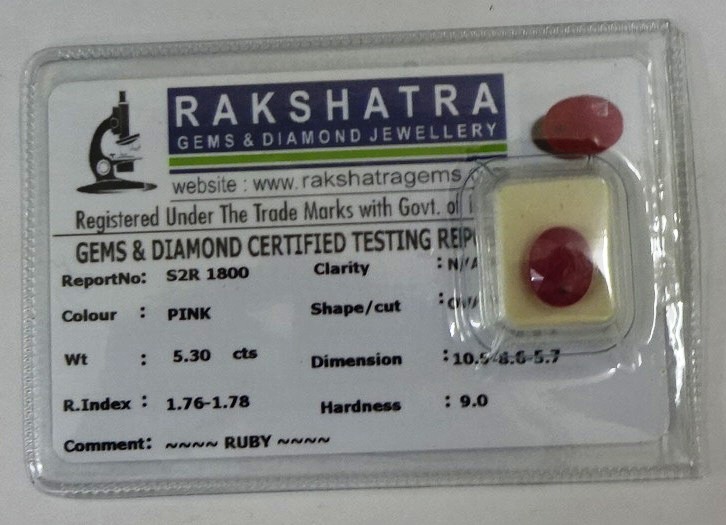 RAKSHATRA
GEMS & DIAMOND JEWELLERY
website : www.rakshatragems
Registered Under The Trade Marks with Govt. of
GEMS & DIAMOND CERTIFIED TESTING
ReportNo: S2R 1800 Clarity : N/A
Colour : PINK Shape/cut :
Wt : 5.30 cts Dimension : 10.5-8.6-5.7
R.Index : 1.76-1.78 Hardness : 9.0
Comment: ~~~~ RUBY ~~~~